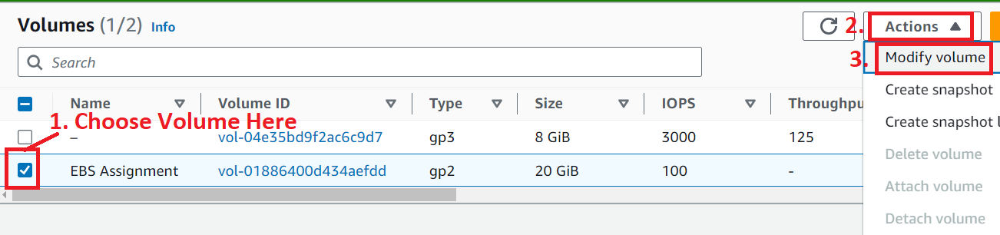 Volumes (1/2) Info
2. Actions
Search
3. Modify volume
Create snapshot
Create snapshot l
Name Volume ID Type Size IOPS Throughpu
1. Choose Volume Here
– vol-04e35bd9f2ac6c9d7 gp3 8 GiB 3000 125
Delete volume
EBS Assignment vol-01886400d434aefdd gp2 20 GiB 100 -
Attach volume
Detach volume